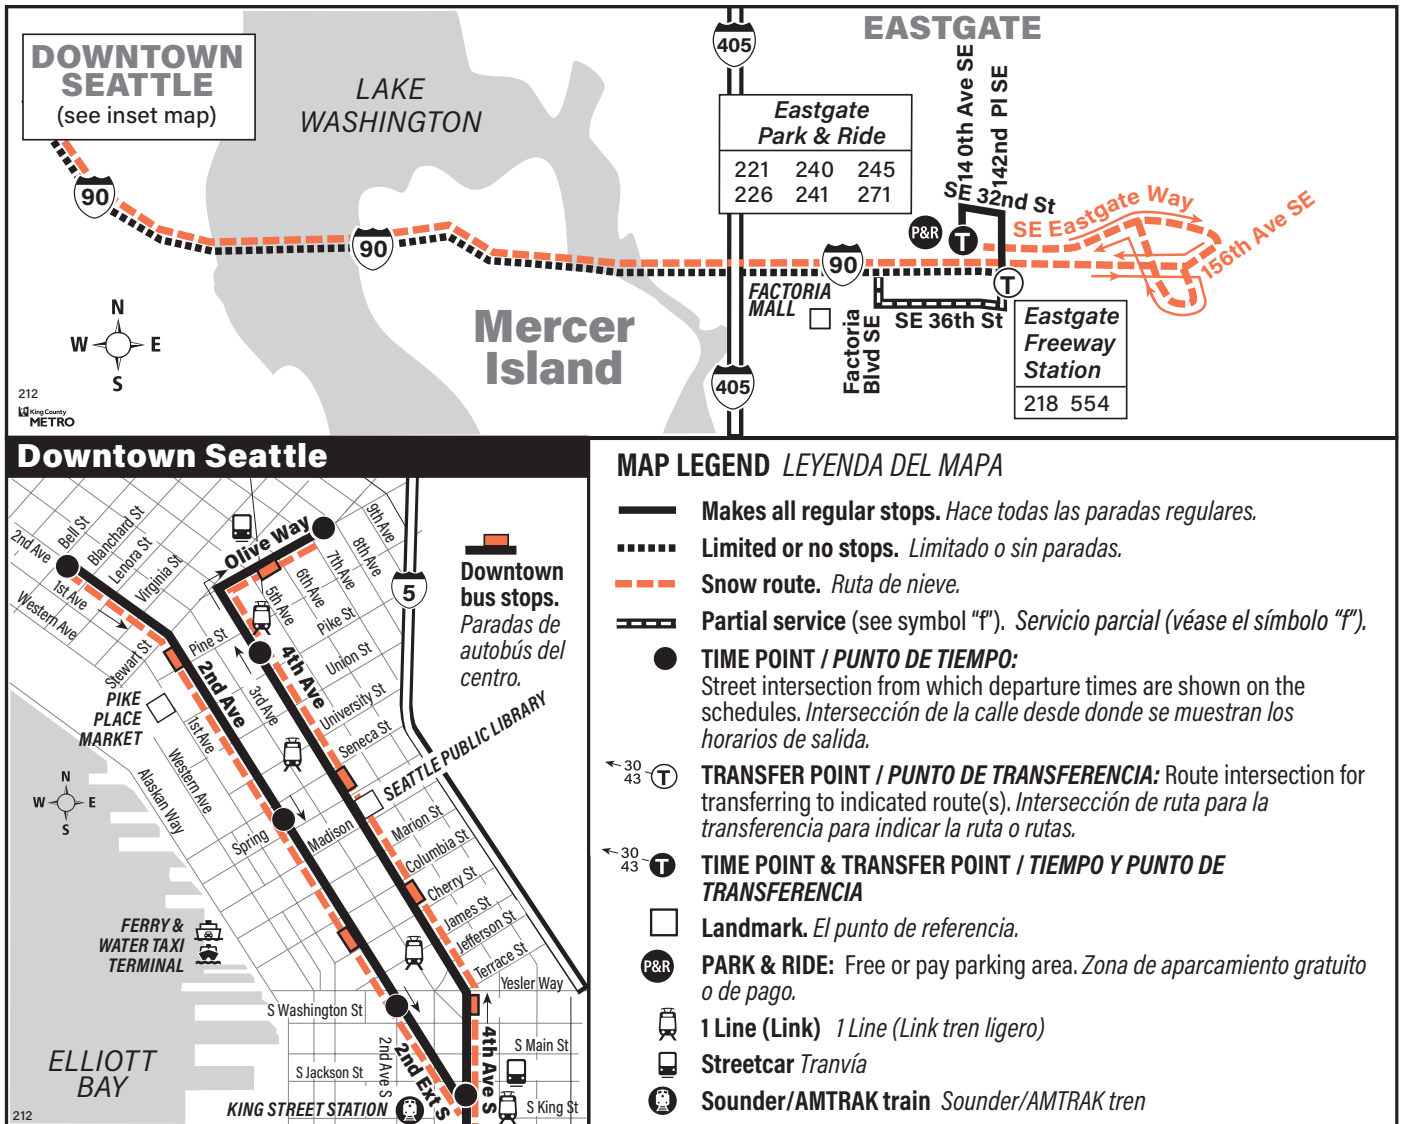 DOWNTOWN
SEATTLE
(see inset map)
LAKE
WASHINGTON
405
EASTGATE
Eastgate
Park & Ride
221 240 245
226 241 271
140th Ave SE
142nd Pl SE
SE 32nd St
P&R
T
SE Eastgate Way
156th Ave SE
90
90
90
T
FACTORIA
MALL
Factoria
Blvd SE
SE 36th St
Eastgate
Freeway
Station
218 554
Mercer
Island
405
N
W E
S
212
King County
METRO
Downtown Seattle
2nd Ave
Bell St
Blanchard St
Lenora St
Virginia St
1st Ave
Western Ave
Stewart St
Olive Way
9th Ave
8th Ave
7th Ave
6th Ave
5th Ave
Pike St
Pine St
Union St
University St
Seneca St
4th Ave
3rd Ave
2nd Ave
1st Ave
Western Ave
Alaskan Way
PIKE
PLACE
MARKET
5
Downtown
bus stops.
Paradas de
autobús del
centro.
SEATTLE PUBLIC LIBRARY
N
W E
S
Spring
Madison
Marion St
Columbia St
Cherry St
James St
Jefferson St
Terrace St
Yesler Way
FERRY &
WATER TAXI
TERMINAL
S Washington St
S Main St
S Jackson St
2nd Ave S
2nd Ext S
4th Ave S
S King St
KING STREET STATION
ELLIOTT
BAY
212
MAP LEGEND LEYENDA DEL MAPA
Makes all regular stops. Hace todas las paradas regulares.
Limited or no stops. Limitado o sin paradas.
Snow route. Ruta de nieve.
Partial service (see symbol "f"). Servicio parcial (véase el símbolo "f").
TIME POINT / PUNTO DE TIEMPO:
Street intersection from which departure times are shown on the
schedules. Intersección de la calle desde donde se muestran los
horarios de salida.
30
43 T
TRANSFER POINT / PUNTO DE TRANSFERENCIA: Route intersection for
transferring to indicated route(s). Intersección de ruta para la
transferencia para indicar la ruta o rutas.
30
43 T
TIME POINT & TRANSFER POINT / TIEMPO Y PUNTO DE
TRANSFERENCIA
Landmark. El punto de referencia.
P&R
PARK & RIDE: Free or pay parking area. Zona de aparcamiento gratuito
o de pago.
1 Line (Link) 1 Line (Link tren ligero)
Streetcar Tranvía
Sounder/AMTRAK train Sounder/AMTRAK tren